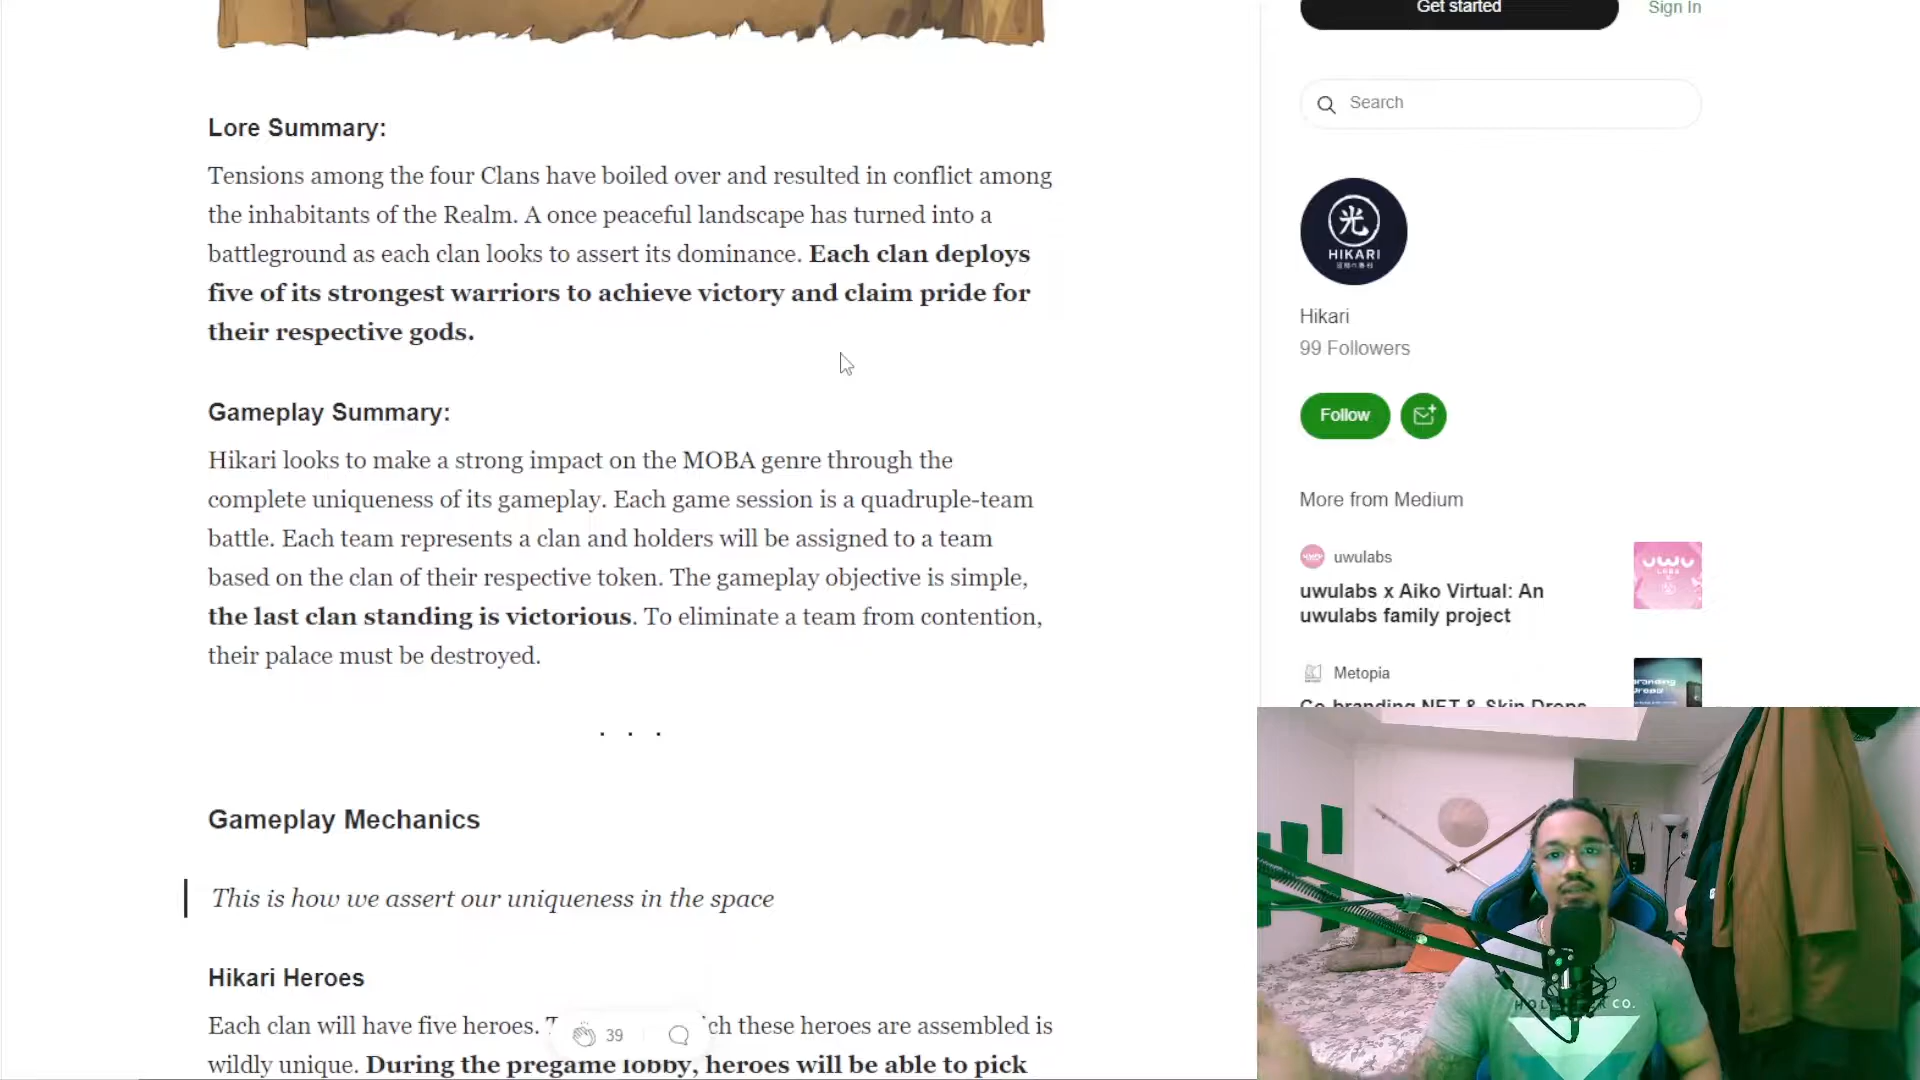 Get started
Sign In
Search
Lore Summary:
Tensions among the four Clans have boiled over and resulted in conflict among
the inhabitants of the Realm. A once peaceful landscape has turned into a
battleground as each clan looks to assert its dominance. Each clan deploys
five of its strongest warriors to achieve victory and claim pride for
their respective gods.
Gameplay Summary:
Hikari looks to make a strong impact on the MOBA genre through the
complete uniqueness of its gameplay. Each game session is a quadruple-team
battle. Each team represents a clan and holders will be assigned to a team
based on the clan of their respective token. The gameplay objective is simple,
the last clan standing is victorious. To eliminate a team from contention,
their palace must be destroyed.
. . .
Gameplay Mechanics
This is how we assert our uniqueness in the space
Hikari Heroes
Each clan will have five heroes. ch these heroes are assembled is
39
wildly unique. During the pregame lobby, heroes will be able to pick
光
HIKARI
Hikari
99 Followers
Follow
More from Medium
uwulabs
uwulabs x Aiko Virtual: An
uwulabs family project
UWU
LABS
Metopia
Co-branding NFT & Skin Drops
CO.